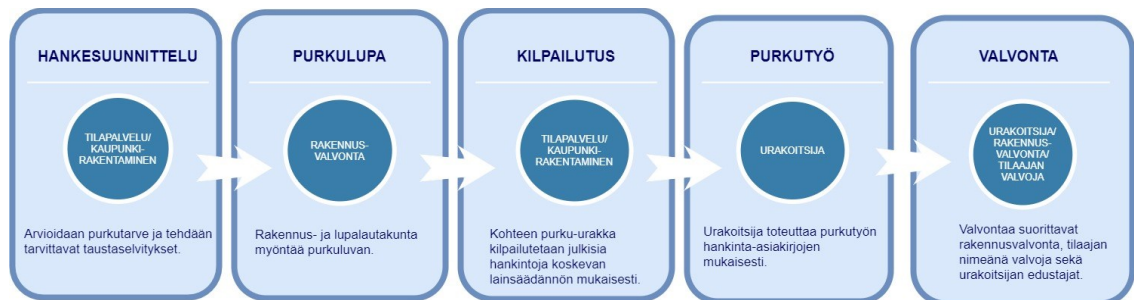 HANKESUUNNITTELU
TILAPALVELU/
KAUPUNKI-
RAKENTAMINEN
Arvioidaan purkutarve ja tehdään
tarvittavat taustaselvitykset.
PURKULUPA
RAKENNUS-
VALVONTA
Rakennus- ja lupalautakunta
myöntää purkuluvan.
KILPAILUTUS
TILAPALVELU/
KAUPUNKI-
RAKENTAMINEN
Kohteen purku-urakka
kilpailutetaan julkisia
hankintoja koskevan
lainsäädännön mukaisesti.
PURKUTYÖ
URAKOITSIJA
Urakoitsija toteuttaa purkutyön
hankinta-asiakirjojen
mukaisesti.
VALVONTA
URAKOITSIJA/
RAKENNUS-
VALVONTA/
TILAAJAN
VALVOJA
Valvontaa suorittavat
rakennusvalvonta, tilaajan
nimeänä valvoja sekä
urakoitsijan edustajat.